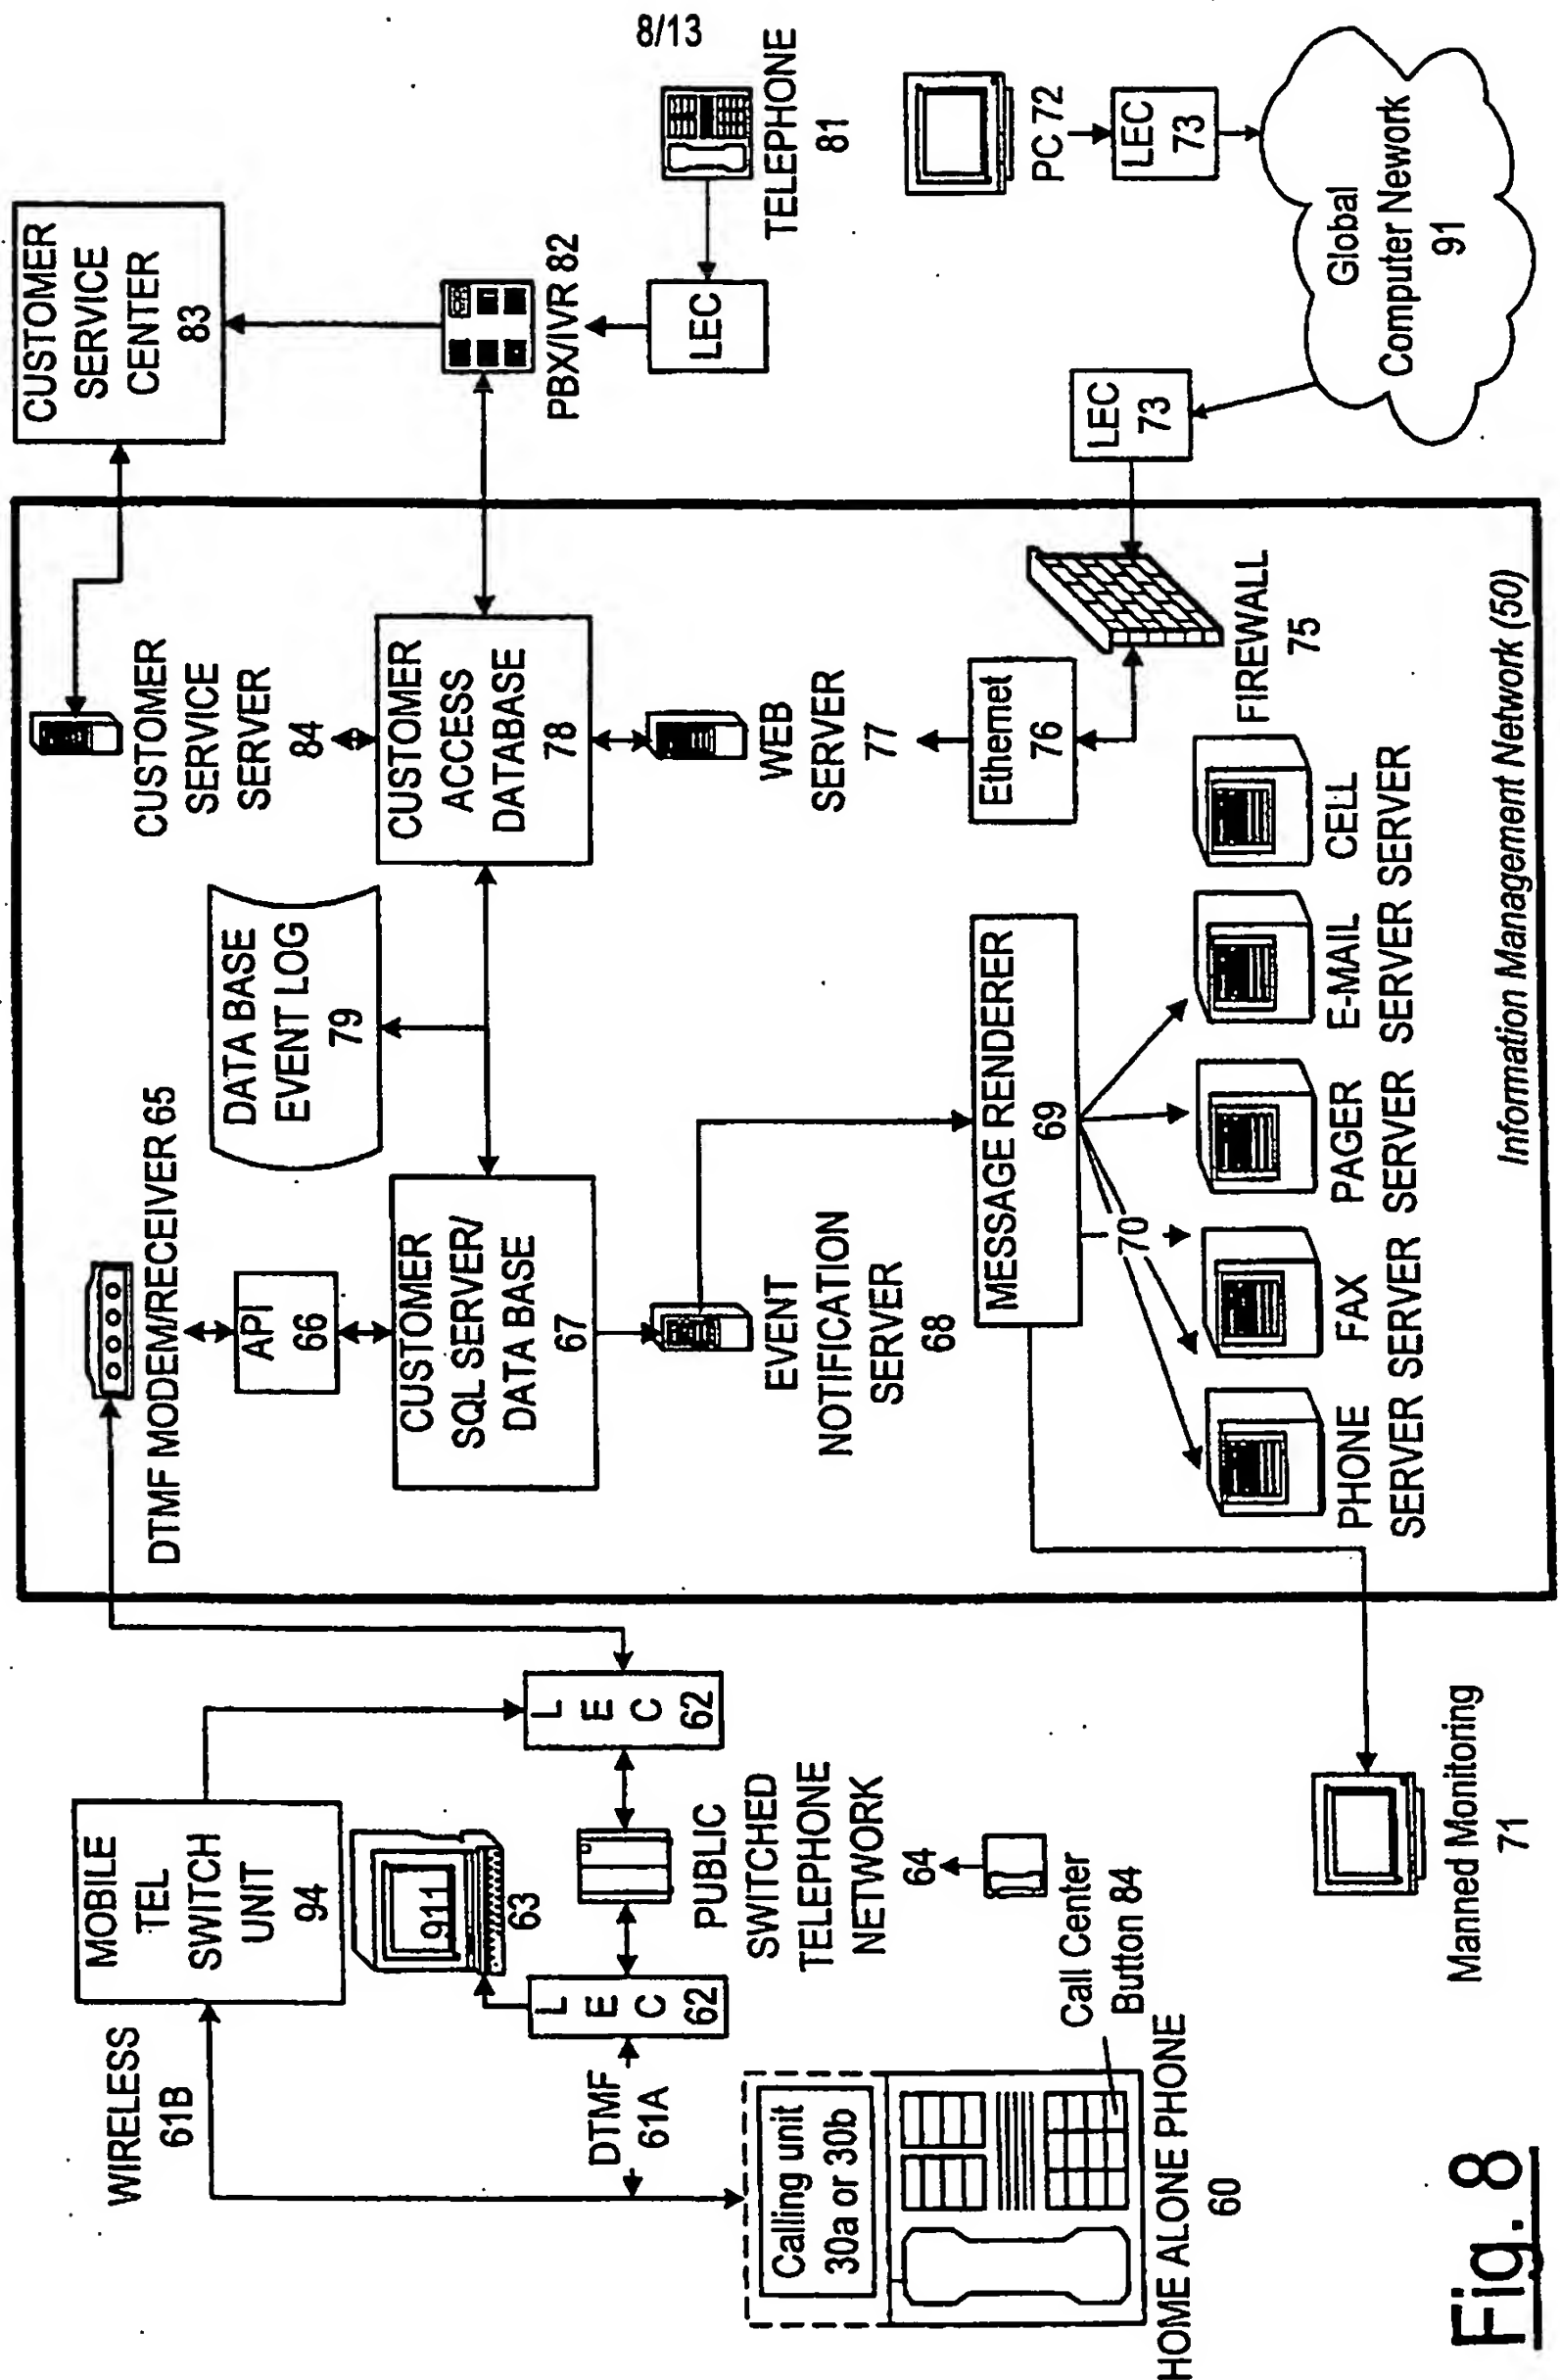 8/13
CUSTOMER
SERVICE
CENTER
83
PBX/IVR 82
LEC
TELEPHONE
81
PC 72
LEC
73
Global
Computer Nework
91
LEC
73
CUSTOMER
SERVICE
SERVER
84
CUSTOMER
ACCESS
DATABASE
78
WEB
SERVER
77
Ethernet
76
FIREWALL
75
DATA BASE
EVENT LOG
79
DTMF MODEM/RECEIVER 65
API
66
CUSTOMER
SQL SERVER/
DATA BASE
67
EVENT
NOTIFICATION
SERVER
68
MESSAGE RENDERER
69
70
PHONE
SERVER
FAX
SERVER
PAGER
SERVER
E-MAIL
SERVER
CELL
SERVER
Information Management Network (50)
MOBILE
TEL
SWITCH
UNIT
94
WIRELESS
61B
911
63
L
E
C
62
L
E
C
62
PUBLIC
SWITCHED
TELEPHONE
NETWORK
64
DTMF
61A
Calling unit
30a or 30b
Call Center
Button 84
HOME ALONE PHONE
60
Manned Monitoring
71
Fig. 8